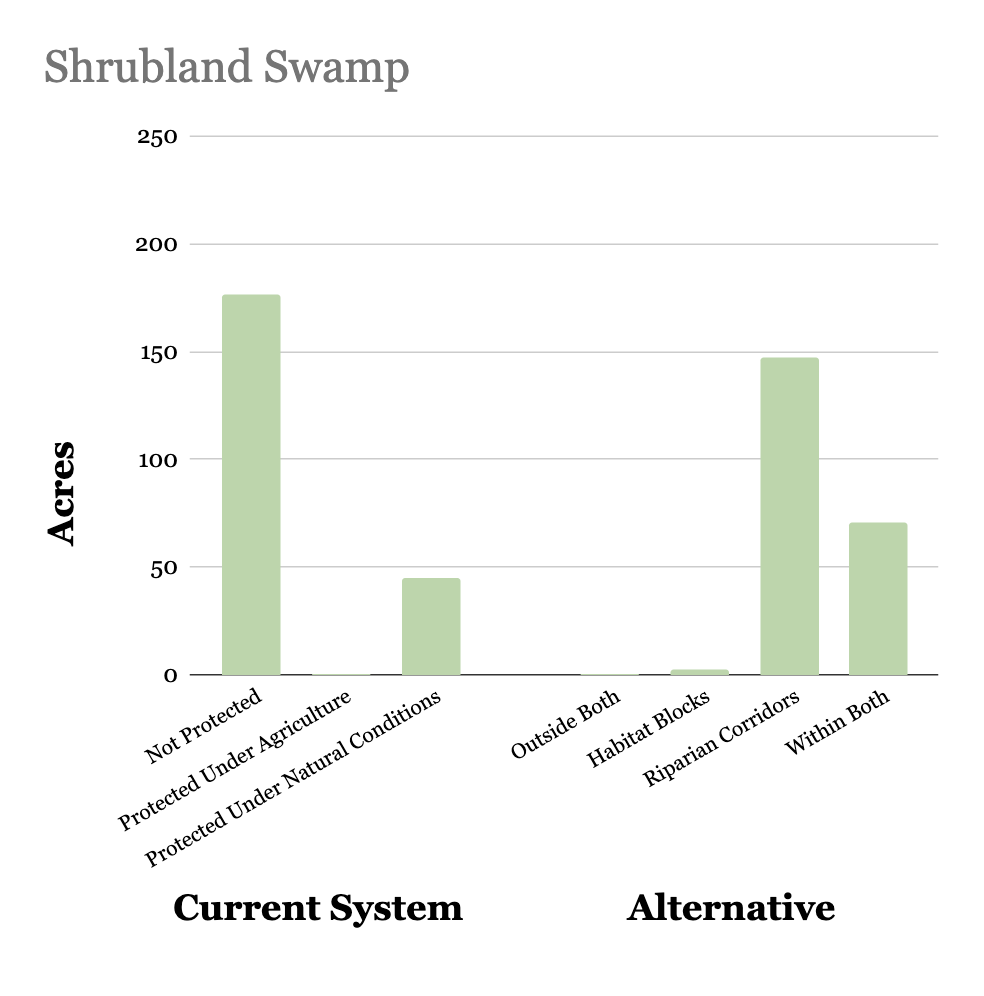 Shrubland Swamp
250
200
150
100
50
0
Acres
Not Protected
Protected Under Agriculture
Protected Under Natural Conditions
Outside Both
Habitat Blocks
Riparian Corridors
Within Both
Current System
Alternative